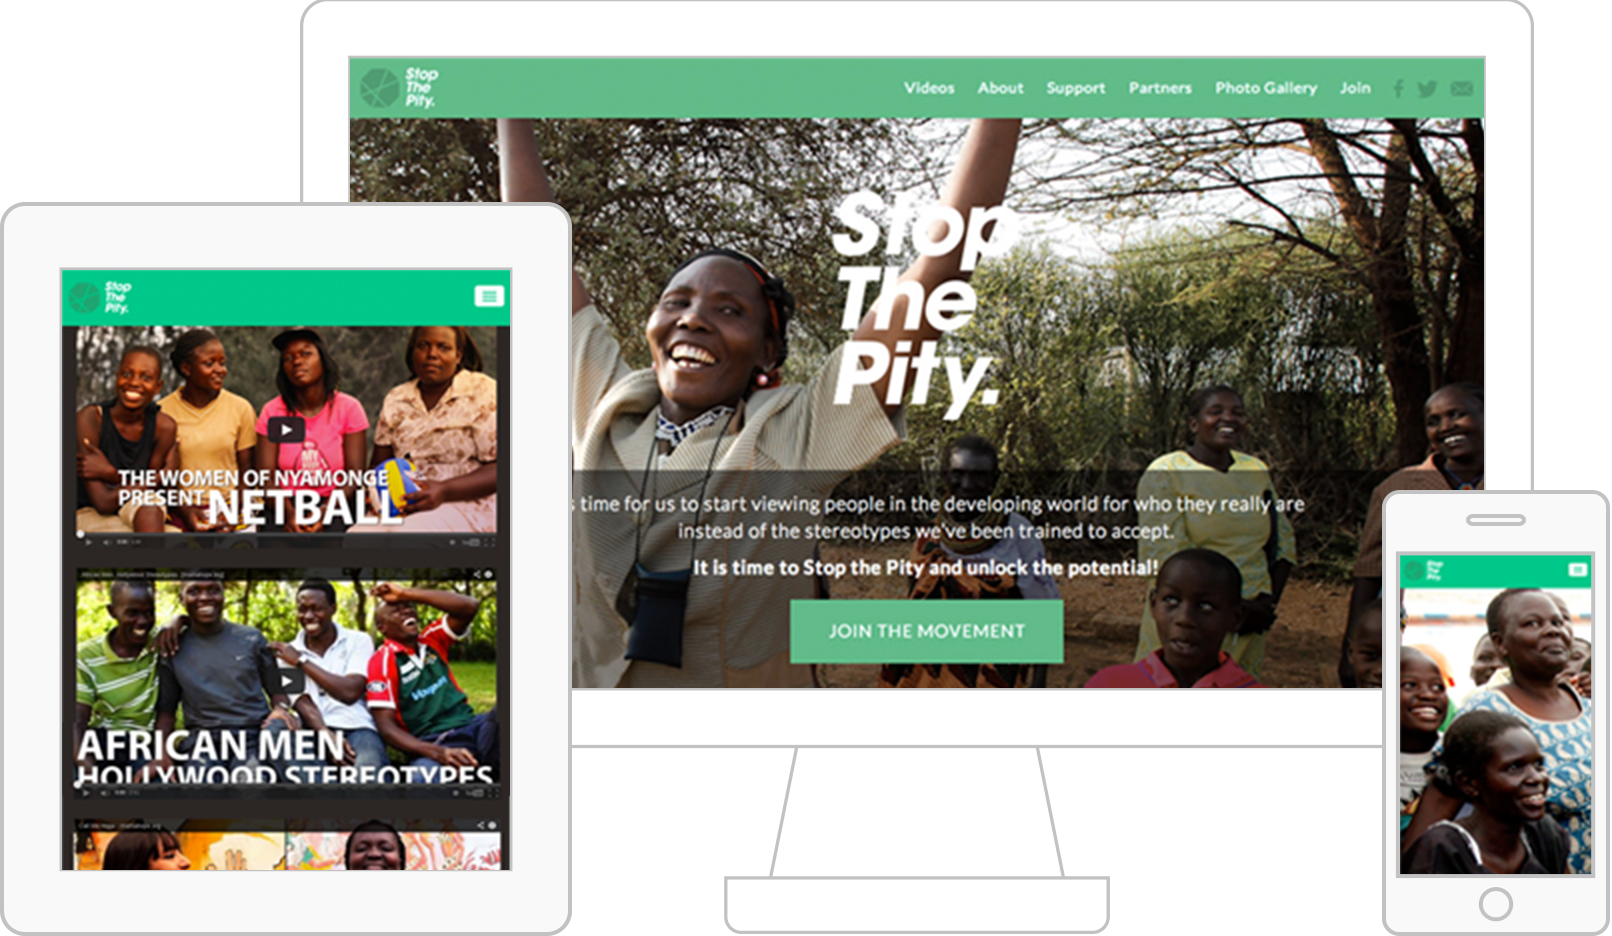 Stop
The
Pity.
Videos About Support Partners Photo Gallery Join
Stop
The
Pity.
time for us to start viewing people in the developing world for who they really are
instead of the stereotypes we've been trained to accept.
It is time to Stop the Pity and unlock the potential!
JOIN THE MOVEMENT
Stop
The
Pity.
THE WOMEN OF NYAMONGE
PRESENT NETBALL
AFRICAN MEN
HOLLYWOOD STEREOTYPES
Stop
The
Pity